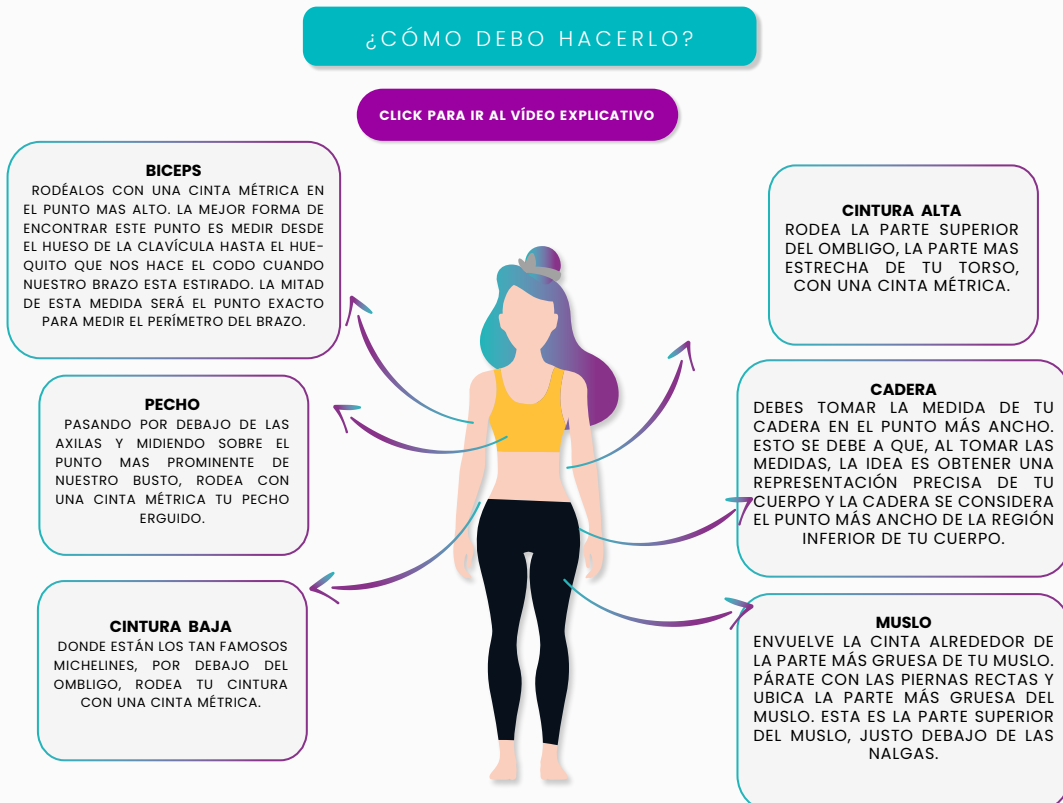 ¿CÓMO DEBO HACERLO?
CLICK PARA IR AL VÍDEO EXPLICATIVO
BICEPS
RODÉALOS CON UNA CINTA MÉTRICA EN
EL PUNTO MAS ALTO. LA MEJOR FORMA DE
ENCONTRAR ESTE PUNTO ES MEDIR DESDE
EL HUESO DE LA CLAVÍCULA HASTA EL HUE-
QUITO QUE NOS HACE EL CODO CUANDO
NUESTRO BRAZO ESTA ESTIRADO. LA MITAD
DE ESTA MEDIDA SERÁ EL PUNTO EXACTO
PARA MEDIR EL PERÍMETRO DEL BRAZO.
PECHO
PASANDO POR DEBAJO DE LAS
AXILAS Y MIDIENDO SOBRE EL
PUNTO MAS PROMINENTE DE
NUESTRO BUSTO, RODEA CON
UNA CINTA MÉTRICA TU PECHO
ERGUIDO.
CINTURA BAJA
DONDE ESTÁN LOS TAN FAMOSOS
MICHELINES, POR DEBAJO DEL
OMBLIGO, RODEA TU CINTURA
CON UNA CINTA MÉTRICA.
CINTURA ALTA
RODEA LA PARTE SUPERIOR
DEL OMBLIGO, LA PARTE MAS
ESTRECHA DE TU TORSO,
CON UNA CINTA MÉTRICA.
CADERA
DEBES TOMAR LA MEDIDA DE TU
CADERA EN EL PUNTO MÁS ANCHO.
ESTO SE DEBE A QUE, AL TOMAR LAS
MEDIDAS, LA IDEA ES OBTENER UNA
REPRESENTACIÓN PRECISA DE TU
CUERPO Y LA CADERA SE CONSIDERA
EL PUNTO MÁS ANCHO DE LA REGIÓN
INFERIOR DE TU CUERPO.
MUSLO
ENVUELVE LA CINTA ALREDEDOR DE
LA PARTE MÁS GRUESA DE TU MUSLO.
PÁRATE CON LAS PIERNAS RECTAS Y
UBICA LA PARTE MÁS GRUESA DEL
MUSLO. ESTA ES LA PARTE SUPERIOR
DEL MUSLO, JUSTO DEBAJO DE LAS
NALGAS.